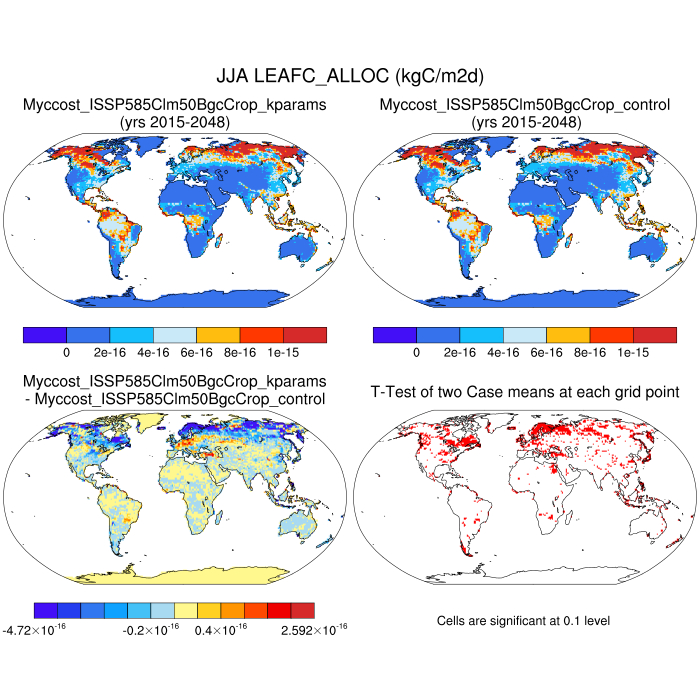 JJA LEAFC_ALLOC (kgC/m2d)
Myccost_ISSP585Clm50BgcCrop_kparams
(yrs 2015-2048)
Myccost_ISSP585Clm50BgcCrop_control
(yrs 2015-2048)
0 2e-16 4e-16 6e-16 8e-16 1e-15
0 2e-16 4e-16 6e-16 8e-16 1e-15
Myccost_ISSP585Clm50BgcCrop_kparams
- Myccost_ISSP585Clm50BgcCrop_control
T-Test of two Case means at each grid point
-4.72×10⁻¹⁶ -0.2×10⁻¹⁶ 0.4×10⁻¹⁶ 2.592×10⁻¹⁶
Cells are significant at 0.1 level